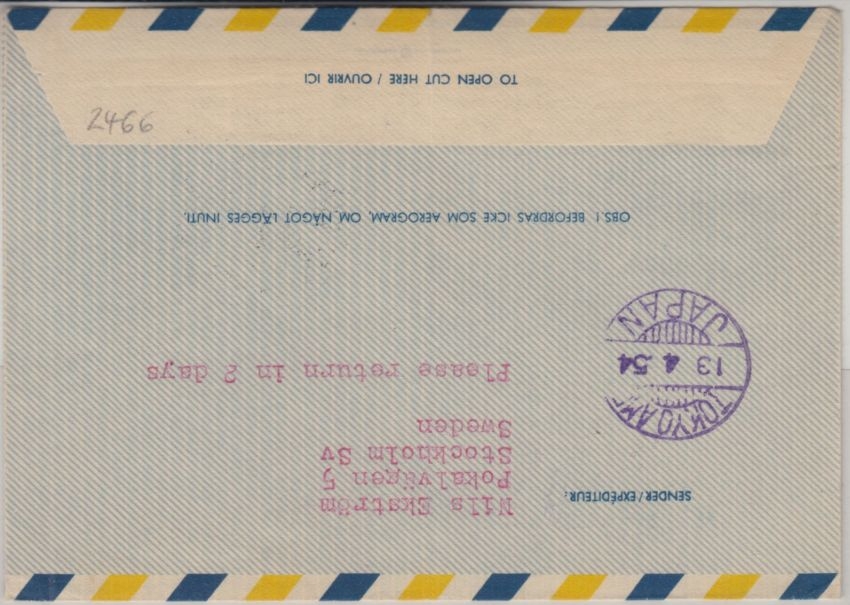 SENDER/EXPÉDITEUR:
Nils Ekström
Pokalvägen 5
Stockholm Sv
Sweden
Please return in 2 days
TOKYO AMT
13 4.54
JAPAN
OBS! BEFORDRAS ICKE SOM AEROGRAM, OM NÅGOT LÄGGES INUTI.
TO OPEN CUT HERE / OUVRIR ICI
2466